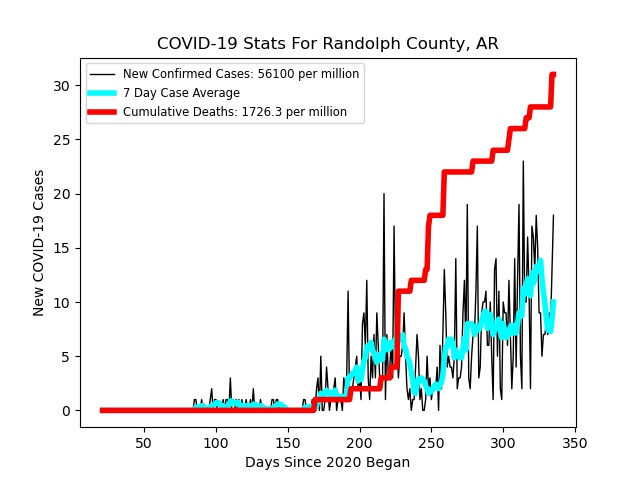 COVID-19 Stats For Randolph County, AR
New Confirmed Cases: 56100 per million
7 Day Case Average
Cumulative Deaths: 1726.3 per million
New COVID-19 Cases
30
25
20
15
10
5
0
50
100
150
200
250
300
350
Days Since 2020 Began